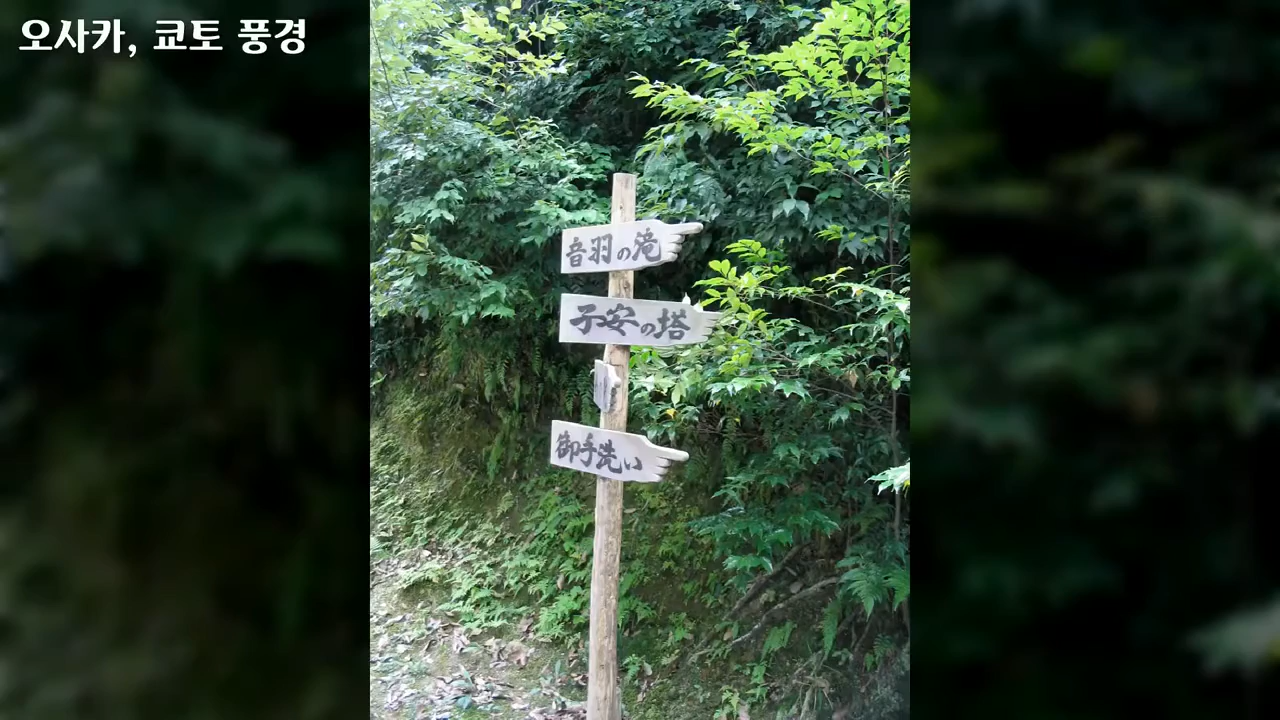 오사카, 쿄토 풍경
音羽の滝
子安の塔
御手洗い